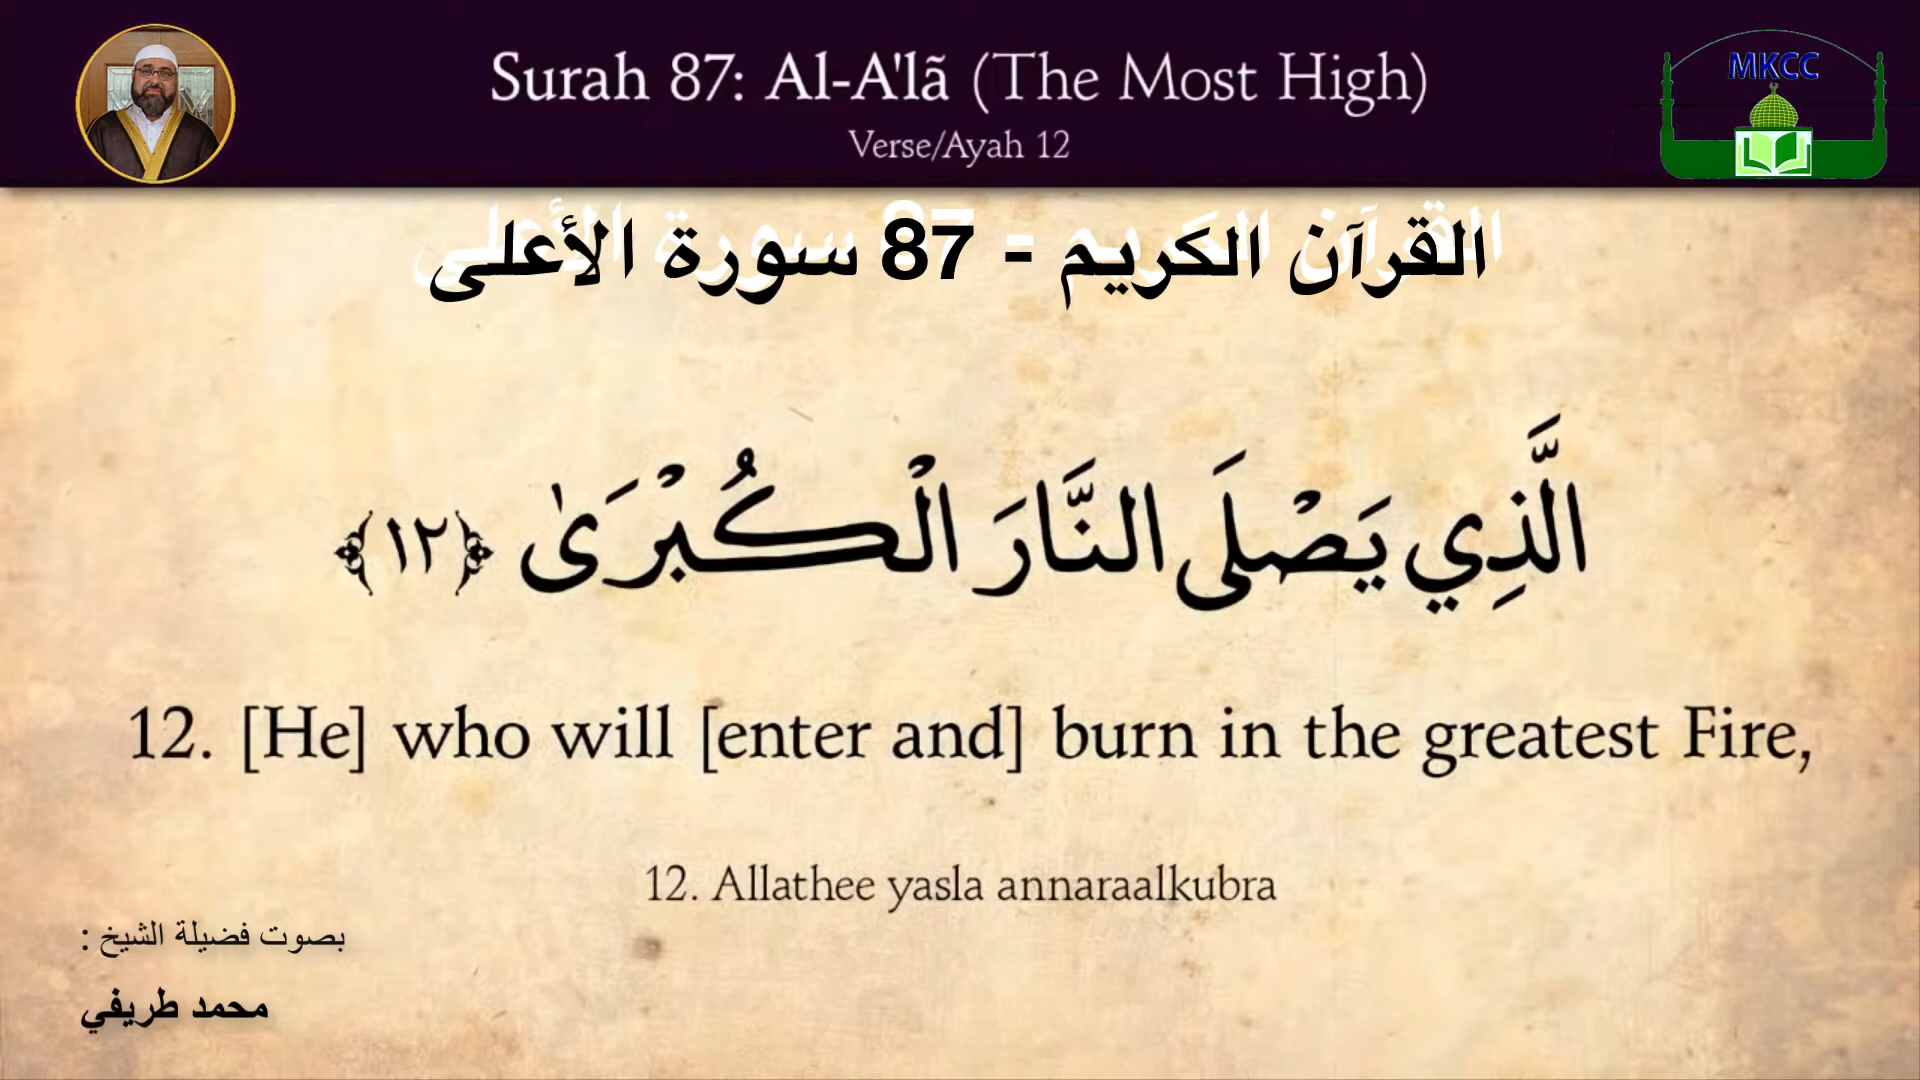 Surah 87: Al-A'lã (The Most High)
MKCC
Verse/Ayah 12
القرآن الكريم - 87 سورة الأعلى
الَّذِي يَصْلَى النَّارَ الْكُبْرَىٰ ﴿١٢﴾
12. [He] who will [enter and] burn in the greatest Fire,
12. Allathee yasla annaraalkubra
بصوت فضيلة الشيخ :
محمد طريفي